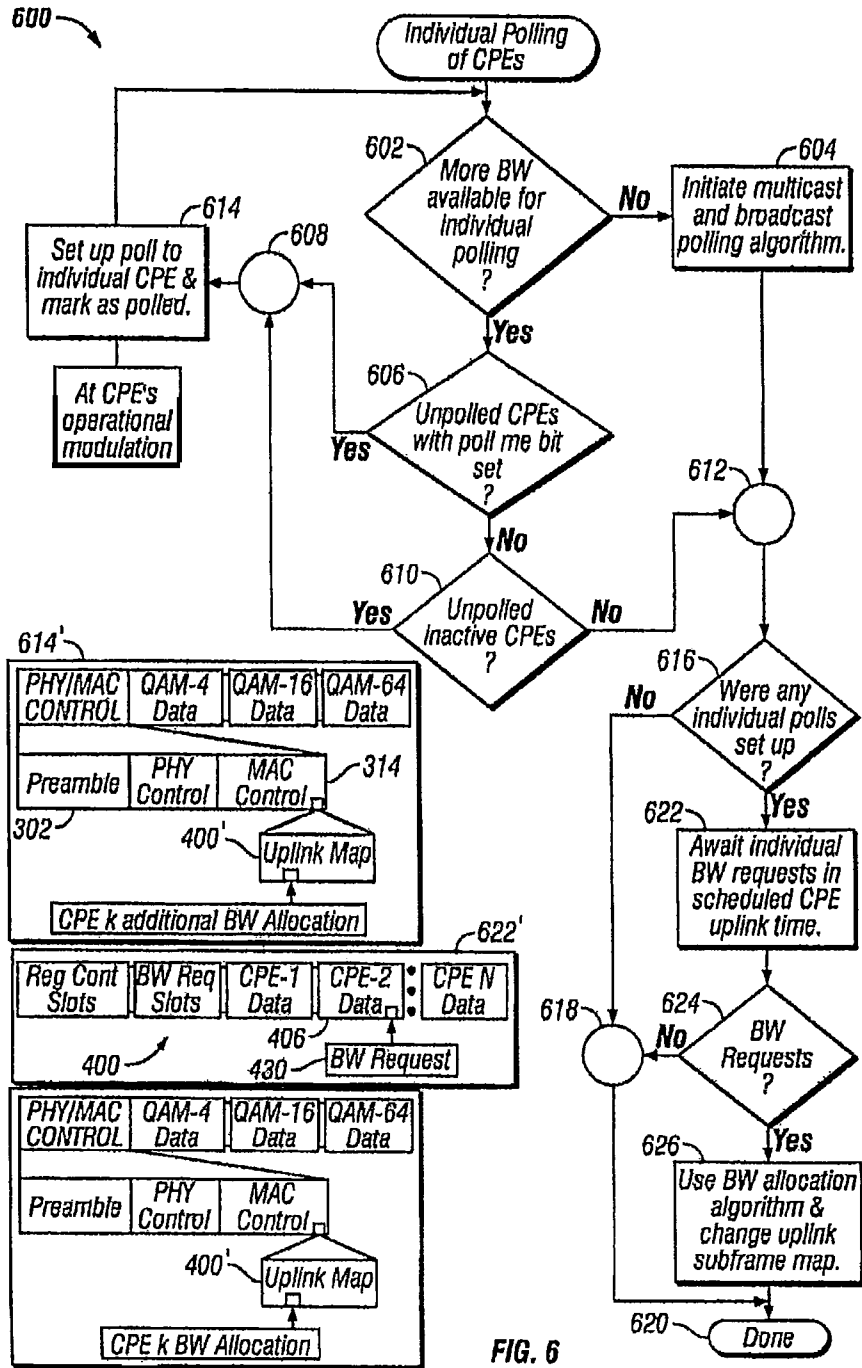 600
Individual Polling
of CPEs
602
More BW
available for
individual
polling
?
No
604
Initiate multicast
and broadcast
polling algorithm.
614
Set up poll to
individual CPE &
mark as polled.
608
Yes
At CPE's
operational
modulation
606
Unpolled CPEs
with poll me bit
set
?
Yes
No
612
610
Unpolled
inactive CPEs
?
Yes
No
614'
PHY/MAC
CONTROL
QAM-4
Data
QAM-16
Data
QAM-64
Data
Preamble
PHY
Control
MAC
Control
314
302
400'
Uplink Map
CPE k additional BW Allocation
616
Were any
individual polls
set up
?
No
Yes
622
Await individual
BW requests in
scheduled CPE
uplink time.
622'
Reg Cont
Slots
BW Req
Slots
CPE-1
Data
CPE-2
Data
CPE N
Data
406
400
430
BW Request
618
624
BW
Requests
?
No
Yes
PHY/MAC
CONTROL
QAM-4
Data
QAM-16
Data
QAM-64
Data
Preamble
PHY
Control
MAC
Control
400'
Uplink Map
CPE k BW Allocation
626
Use BW allocation
algorithm &
change uplink
subframe map.
620
Done
FIG. 6